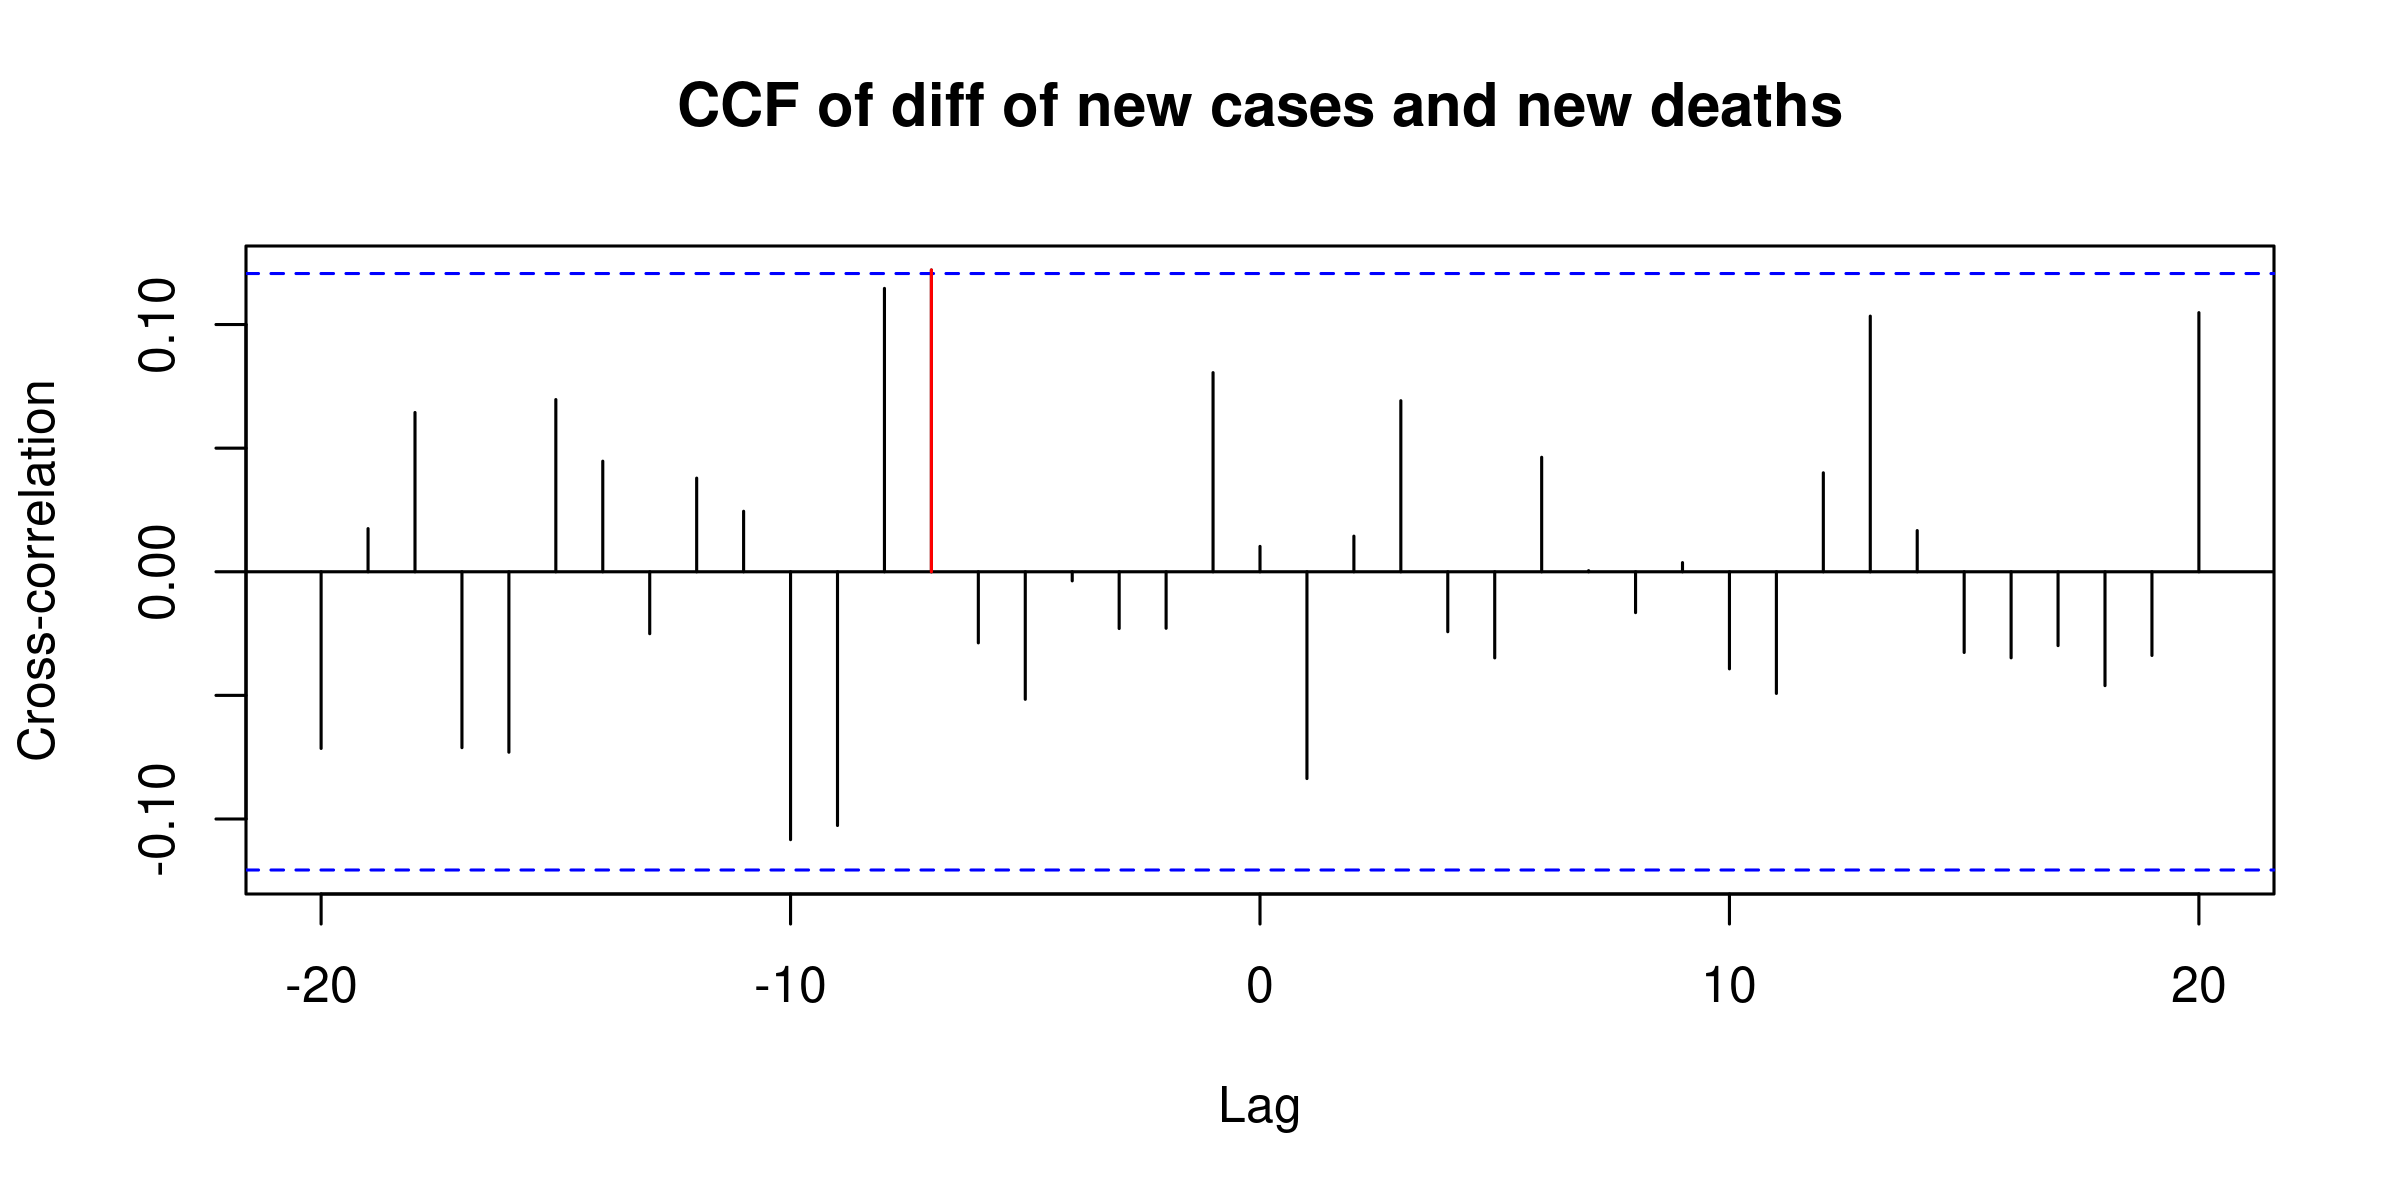 CCF of diff of new cases and new deaths
Cross-correlation
0.10
0.00
-0.10
-20 -10 0 10 20
Lag